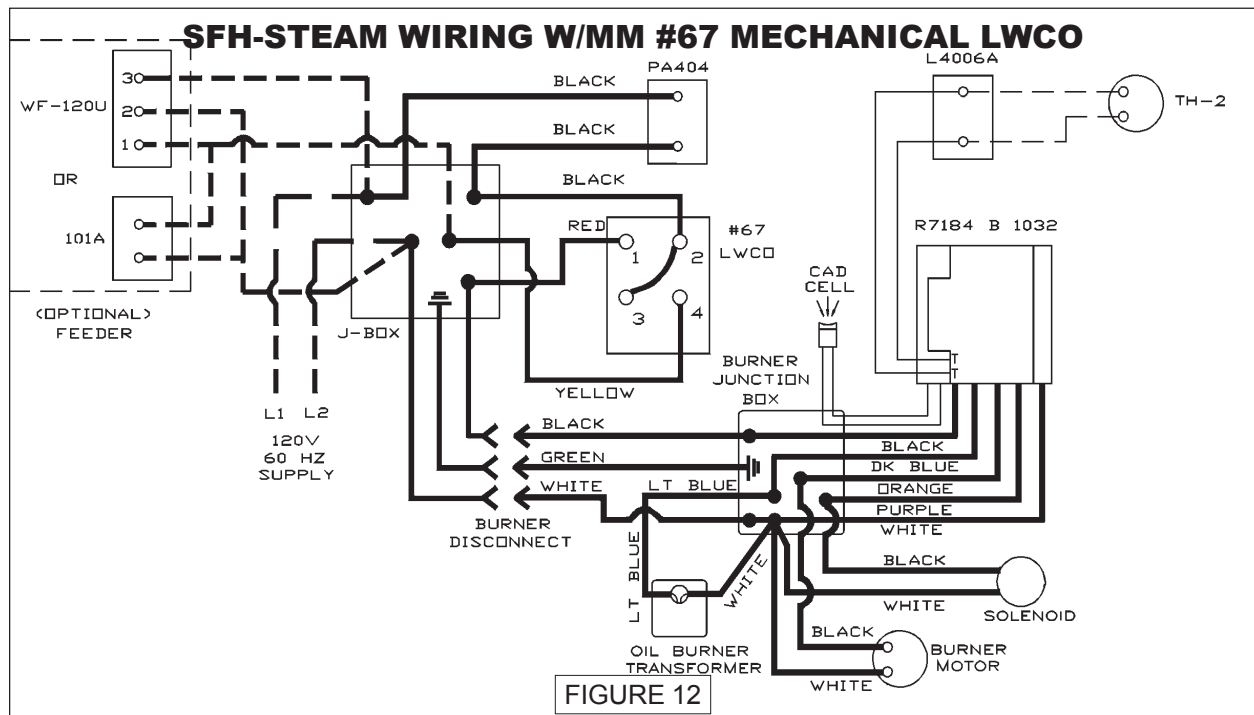 SFH-STEAM WIRING W/MM #67 MECHANICAL LWCO
WF-120U
3
2
1
OR
101A
(OPTIONAL)
FEEDER
BLACK
PA404
BLACK
BLACK
L4006A
TH-2
RED
1
2
3
4
#67
LWCO
R7184 B 1032
T
T
CAD
CELL
J-BOX
YELLOW
BURNER
JUNCTION
BOX
L1 L2
120V
60 HZ
SUPPLY
BLACK
GREEN
WHITE
BURNER
DISCONNECT
LT BLUE
BLACK
DK BLUE
ORANGE
PURPLE
WHITE
LT BLUE
WHITE
BLACK
WHITE
SOLENOID
OIL BURNER
TRANSFORMER
BLACK
WHITE
BURNER
MOTOR
FIGURE 12